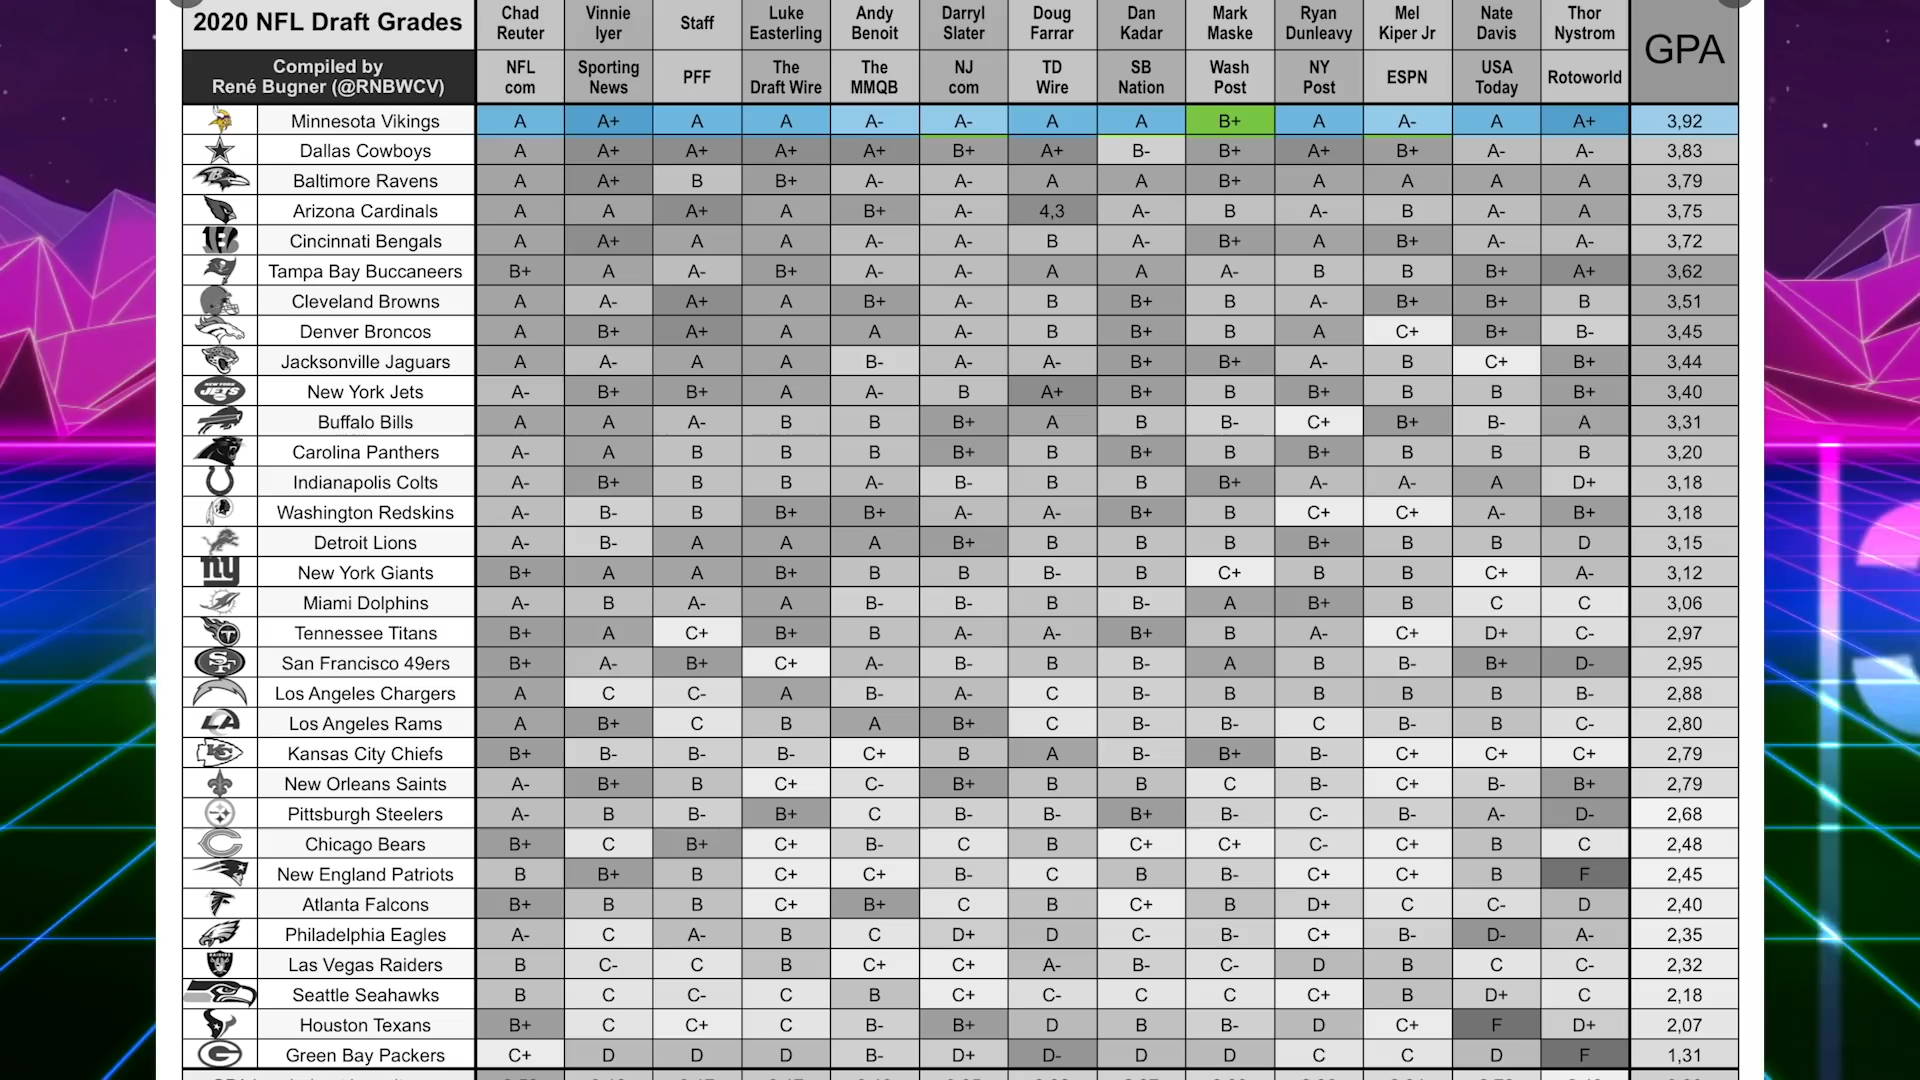 2020 NFL Draft Grades Chad Reuter Vinnie Iyer Staff Luke Easterling Andy Benoit Darryl Slater Doug Farrar Dan Kadar Mark Maske Ryan Dunleavy Mel Kiper Jr Nate Davis Thor Nystrom GPA
Compiled by René Bugner (@RNBWCV) NFL com Sporting News PFF The Draft Wire The MMQB NJ com TD Wire SB Nation Wash Post NY Post ESPN USA Today Rotoworld
Minnesota Vikings A A+ A A A- A- A A B+ A A- A A+ 3,92
Dallas Cowboys A A+ A+ A+ A+ B+ A+ B- B+ A+ B+ A- A- 3,83
Baltimore Ravens A A+ B B+ A- A- A A B+ A A A A 3,79
Arizona Cardinals A A A+ A B+ A- 4,3 A- B A- B A- A 3,75
Cincinnati Bengals A A+ A A A- A- B A- B+ A B+ A- A- 3,72
Tampa Bay Buccaneers B+ A A- B+ A- A- A A A- B B B+ A+ 3,62
Cleveland Browns A A- A+ A B+ A- B B+ B A- B+ B+ B 3,51
Denver Broncos A B+ A+ A A A- B B+ B A C+ B+ B- 3,45
Jacksonville Jaguars A A- A A B- A- A- B+ B+ A- B C+ B+ 3,44
NEW YORK JETS New York Jets A- B+ B+ A A- B A+ B+ B B+ B B B+ 3,40
Buffalo Bills A A A- B B B+ A B B- C+ B+ B- A 3,31
Carolina Panthers A- A B B B B+ B B+ B B+ B B B 3,20
Indianapolis Colts A- B+ B B A- B- B B B+ A- A- A D+ 3,18
Washington Redskins A- B- B B+ B+ A- A- B+ B C+ C+ A- B+ 3,18
Detroit Lions A- B- A A A B+ B B B B+ B B D 3,15
ny New York Giants B+ A A B+ B B B- B C+ B B C+ A- 3,12
Miami Dolphins A- B A- A B- B- B B- A B+ B C C 3,06
T Tennessee Titans B+ A C+ B+ B A- A- B+ B A- C+ D+ C- 2,97
SF San Francisco 49ers B+ A- B+ C+ A- B- B B- A B B- B+ D- 2,95
Los Angeles Chargers A C C- A B- A- C B- B B B B B- 2,88
LA Los Angeles Rams A B+ C B A B+ C B- B- C B- B C- 2,80
KC Kansas City Chiefs B+ B- B- B- C+ B A B- B+ B- C+ C+ C+ 2,79
New Orleans Saints A- B+ B C+ C- B+ B B C B- C+ B- B+ 2,79
Pittsburgh Steelers A- B B- B+ C B- B- B+ B- C- B- A- D- 2,68
C Chicago Bears B+ C B+ C+ B- C B C+ C+ C- C+ B C 2,48
New England Patriots B B+ B C+ C+ B- C B B- C+ C+ B F 2,45
Atlanta Falcons B+ B B C+ B+ C B C+ B D+ C C- D 2,40
Philadelphia Eagles A- C A- B C D+ D C- B- C+ B- D- A- 2,35
RAIDERS Las Vegas Raiders B C- C B C+ C+ A- B- C- D B C C- 2,32
Seattle Seahawks B C C- C B C+ C- C C C+ B D+ C 2,18
Houston Texans B+ C C+ C B- B+ D B B- D C+ F D+ 2,07
G Green Bay Packers C+ D D D B- D+ D- D D C C D F 1,31